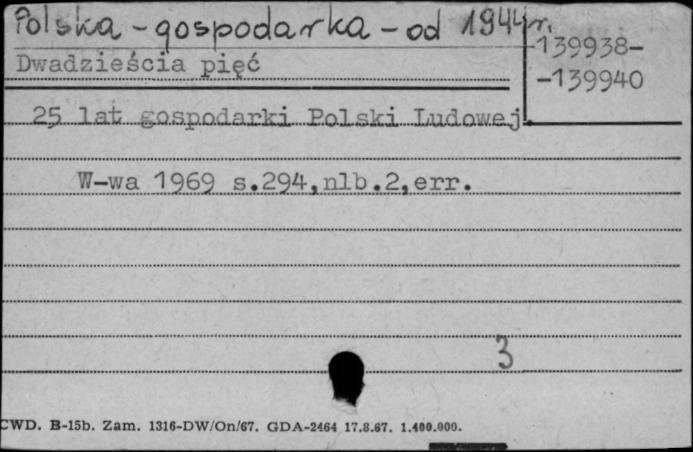 Polska - gospodarka - od 1944 r.
139938-
-139940
Dwadzieścia pięć
25 lat gospodarki Polski Ludowej.
W-wa 1969 s.294,nlb.2,err.
3
CWD. B-15b. Zam. 1316-DW/On/67. GDA-2464 17.8.67. 1.400.000.